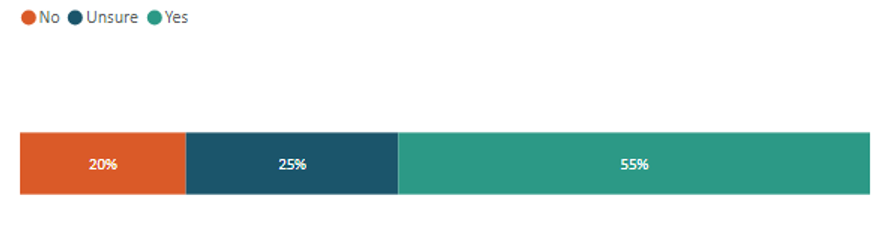 No Unsure Yes
20% 25% 55%